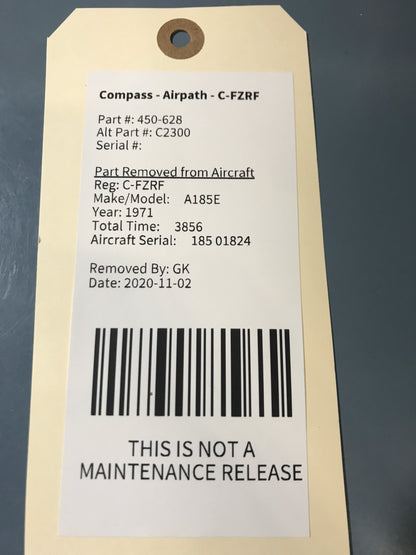 Compass - Airpath - C-FZRF
Part #: 450-628
Alt Part #: C2300
Serial #:
Part Removed from Aircraft
Reg: C-FZRF
Make/Model: A185E
Year: 1971
Total Time: 3856
Aircraft Serial: 185 01824
Removed By: GK
Date: 2020-11-02
THIS IS NOT A
MAINTENANCE RELEASE